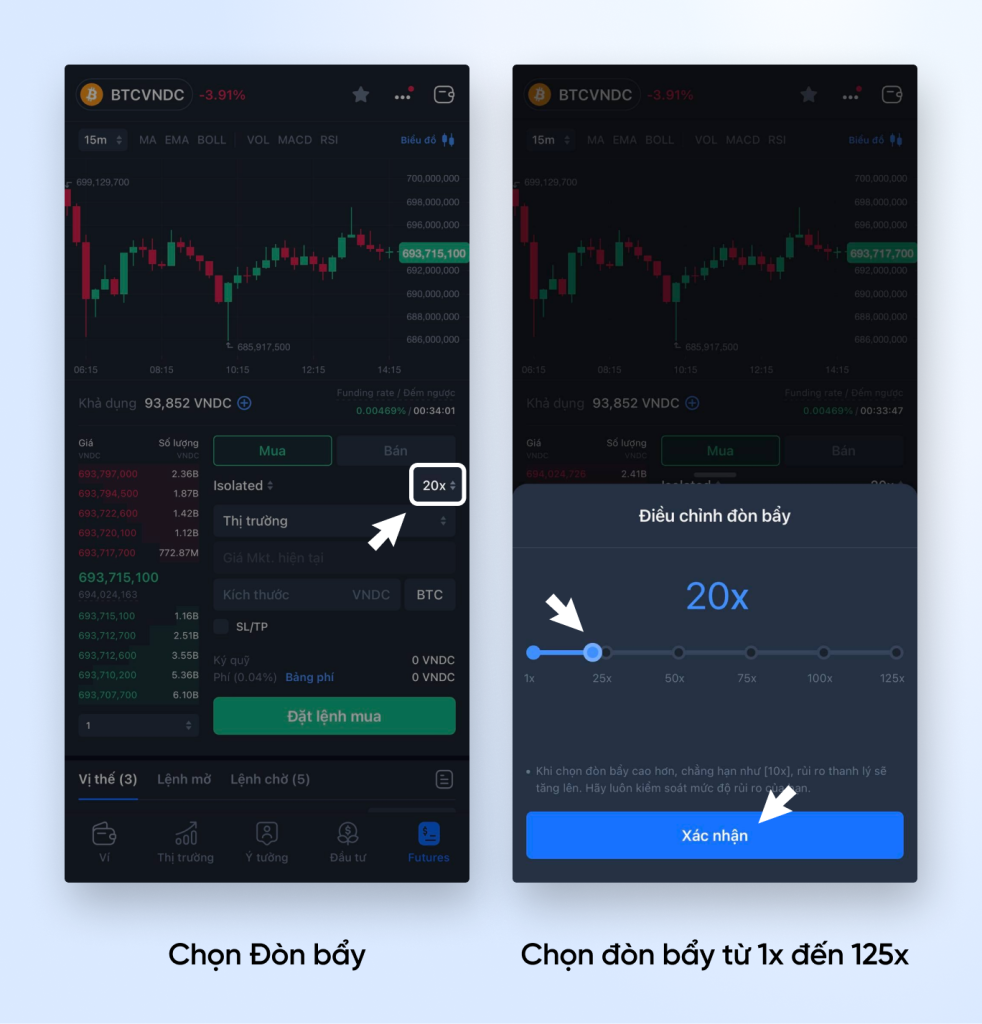 BTCVNDC -3.91%
15m MA EMA BOLL VOL MACD RSI Biểu đồ
699,129,700
700,000,000
698,000,000
696,000,000
693,715,100
692,000,000
690,000,000
688,000,000
686,000,000
685,917,500
06:15 08:15 10:15 12:15 14:15
Khả dụng 93,852 VNDC
Funding rate / Đếm ngược
0.00469% / 00:34:01
Giá Số lượng
VNDC VNDC
693,797,000 2.36B
693,794,500 1.87B
693,722,600 1.42B
693,720,100 1.12B
693,717,700 772.87M
693,715,100
694,024,163
693,715,100 1.16B
693,712,700 2.51B
693,712,600 3.55B
693,710,200 5.36B
693,707,700 6.10B
1
Mua Bán
Isolated 20x
Thị trường
Giá Mkt. hiện tại
Kích thước VNDC BTC
SL/TP
Ký quỹ 0 VNDC
Phí (0.04%) Bảng phí 0 VNDC
Đặt lệnh mua
Vị thế (3) Lệnh mở Lệnh chờ (5)
Ví Thị trường Ý tưởng Đầu tư Futures
Chọn Đòn bẩy
BTCVNDC -3.91%
15m MA EMA BOLL VOL MACD RSI Biểu đồ
699,129,700
700,000,000
698,000,000
696,000,000
693,717,700
692,000,000
690,000,000
688,000,000
686,000,000
685,917,500
06:15 08:15 10:15 12:15 14:15
Khả dụng 93,852 VNDC
Funding rate / Đếm ngược
0.00469% / 00:33:47
Giá Số lượng
VNDC VNDC
694,024,726 2.41B
Mua Bán
Isolated 20x
Điều chỉnh đòn bẩy
20x
1x 25x 50x 75x 100x 125x
• Khi chọn đòn bẩy cao hơn, chẳng hạn như [10x], rủi ro thanh lý sẽ
tăng lên. Hãy luôn kiểm soát mức độ rủi ro của bạn.
Xác nhận
Chọn đòn bẩy từ 1x đến 125x